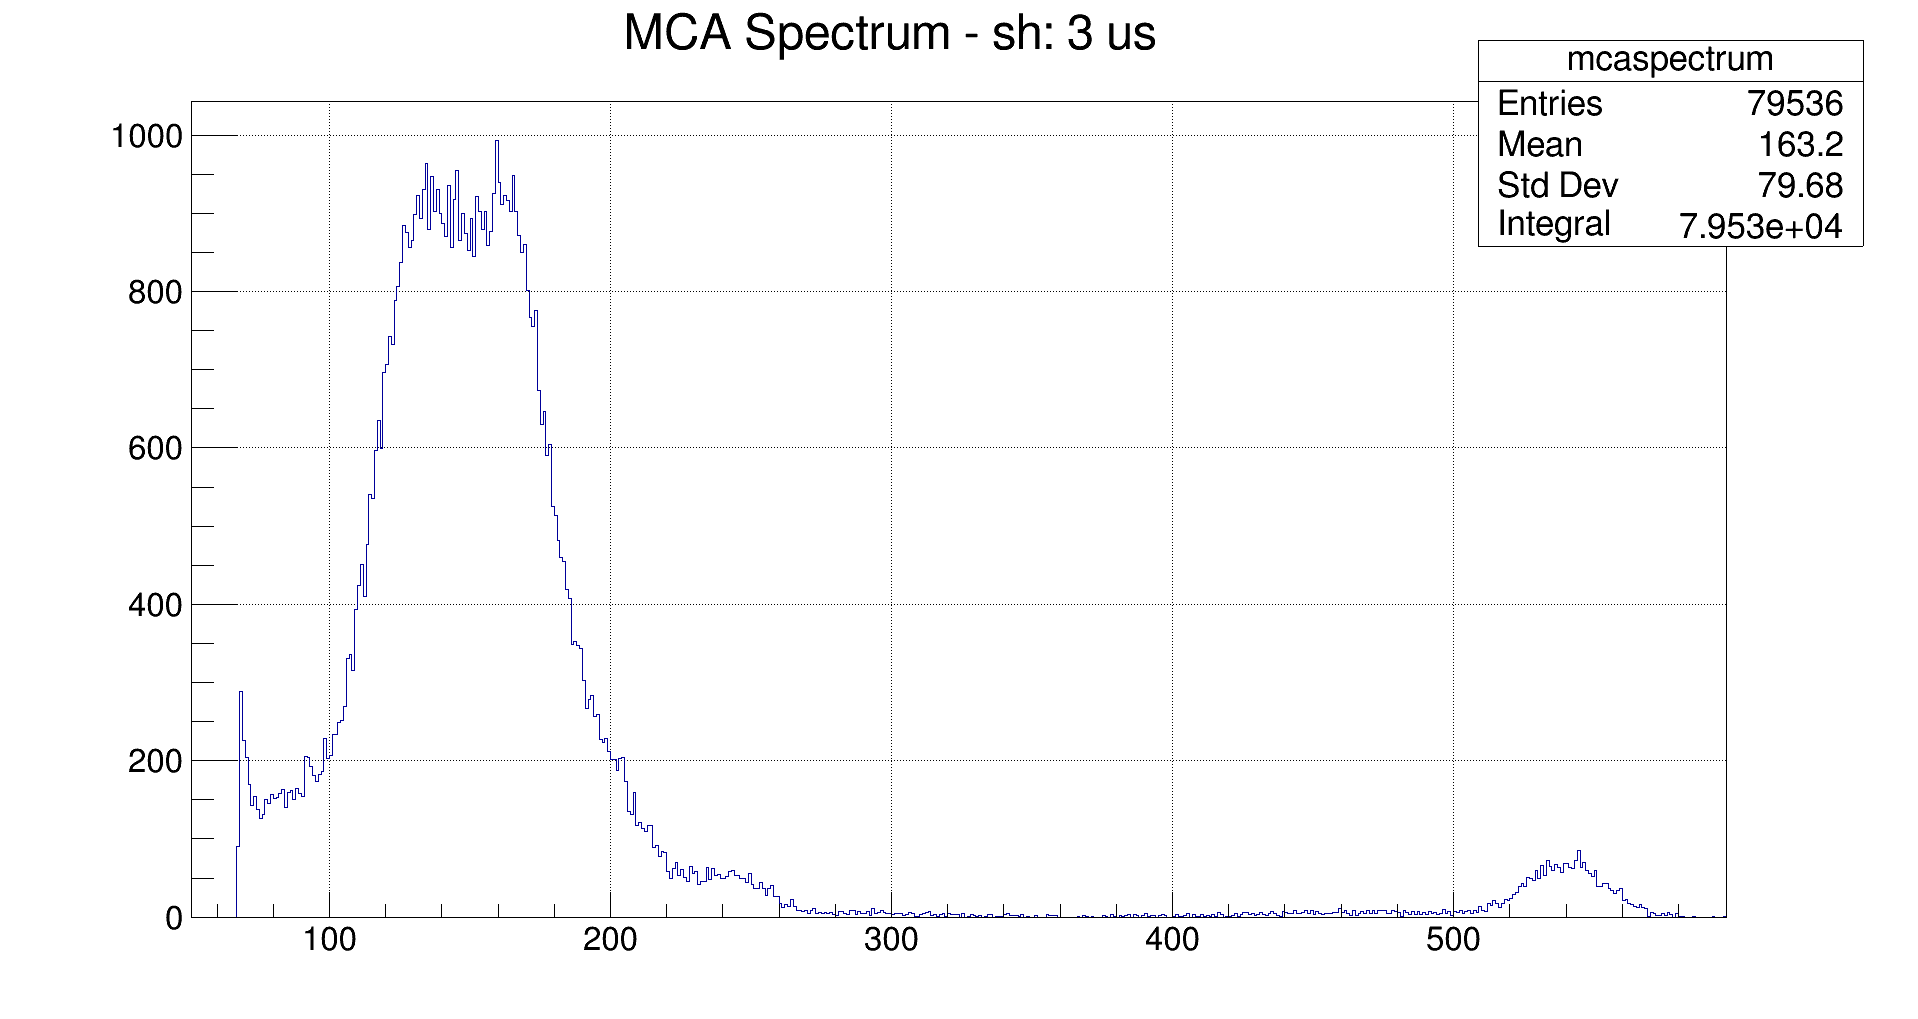 MCA Spectrum - sh: 3 us
mcaspectrum
Entries 79536
Mean 163.2
Std Dev 79.68
Integral 7.953e+04
1000
800
600
400
200
0
100 200 300 400 500